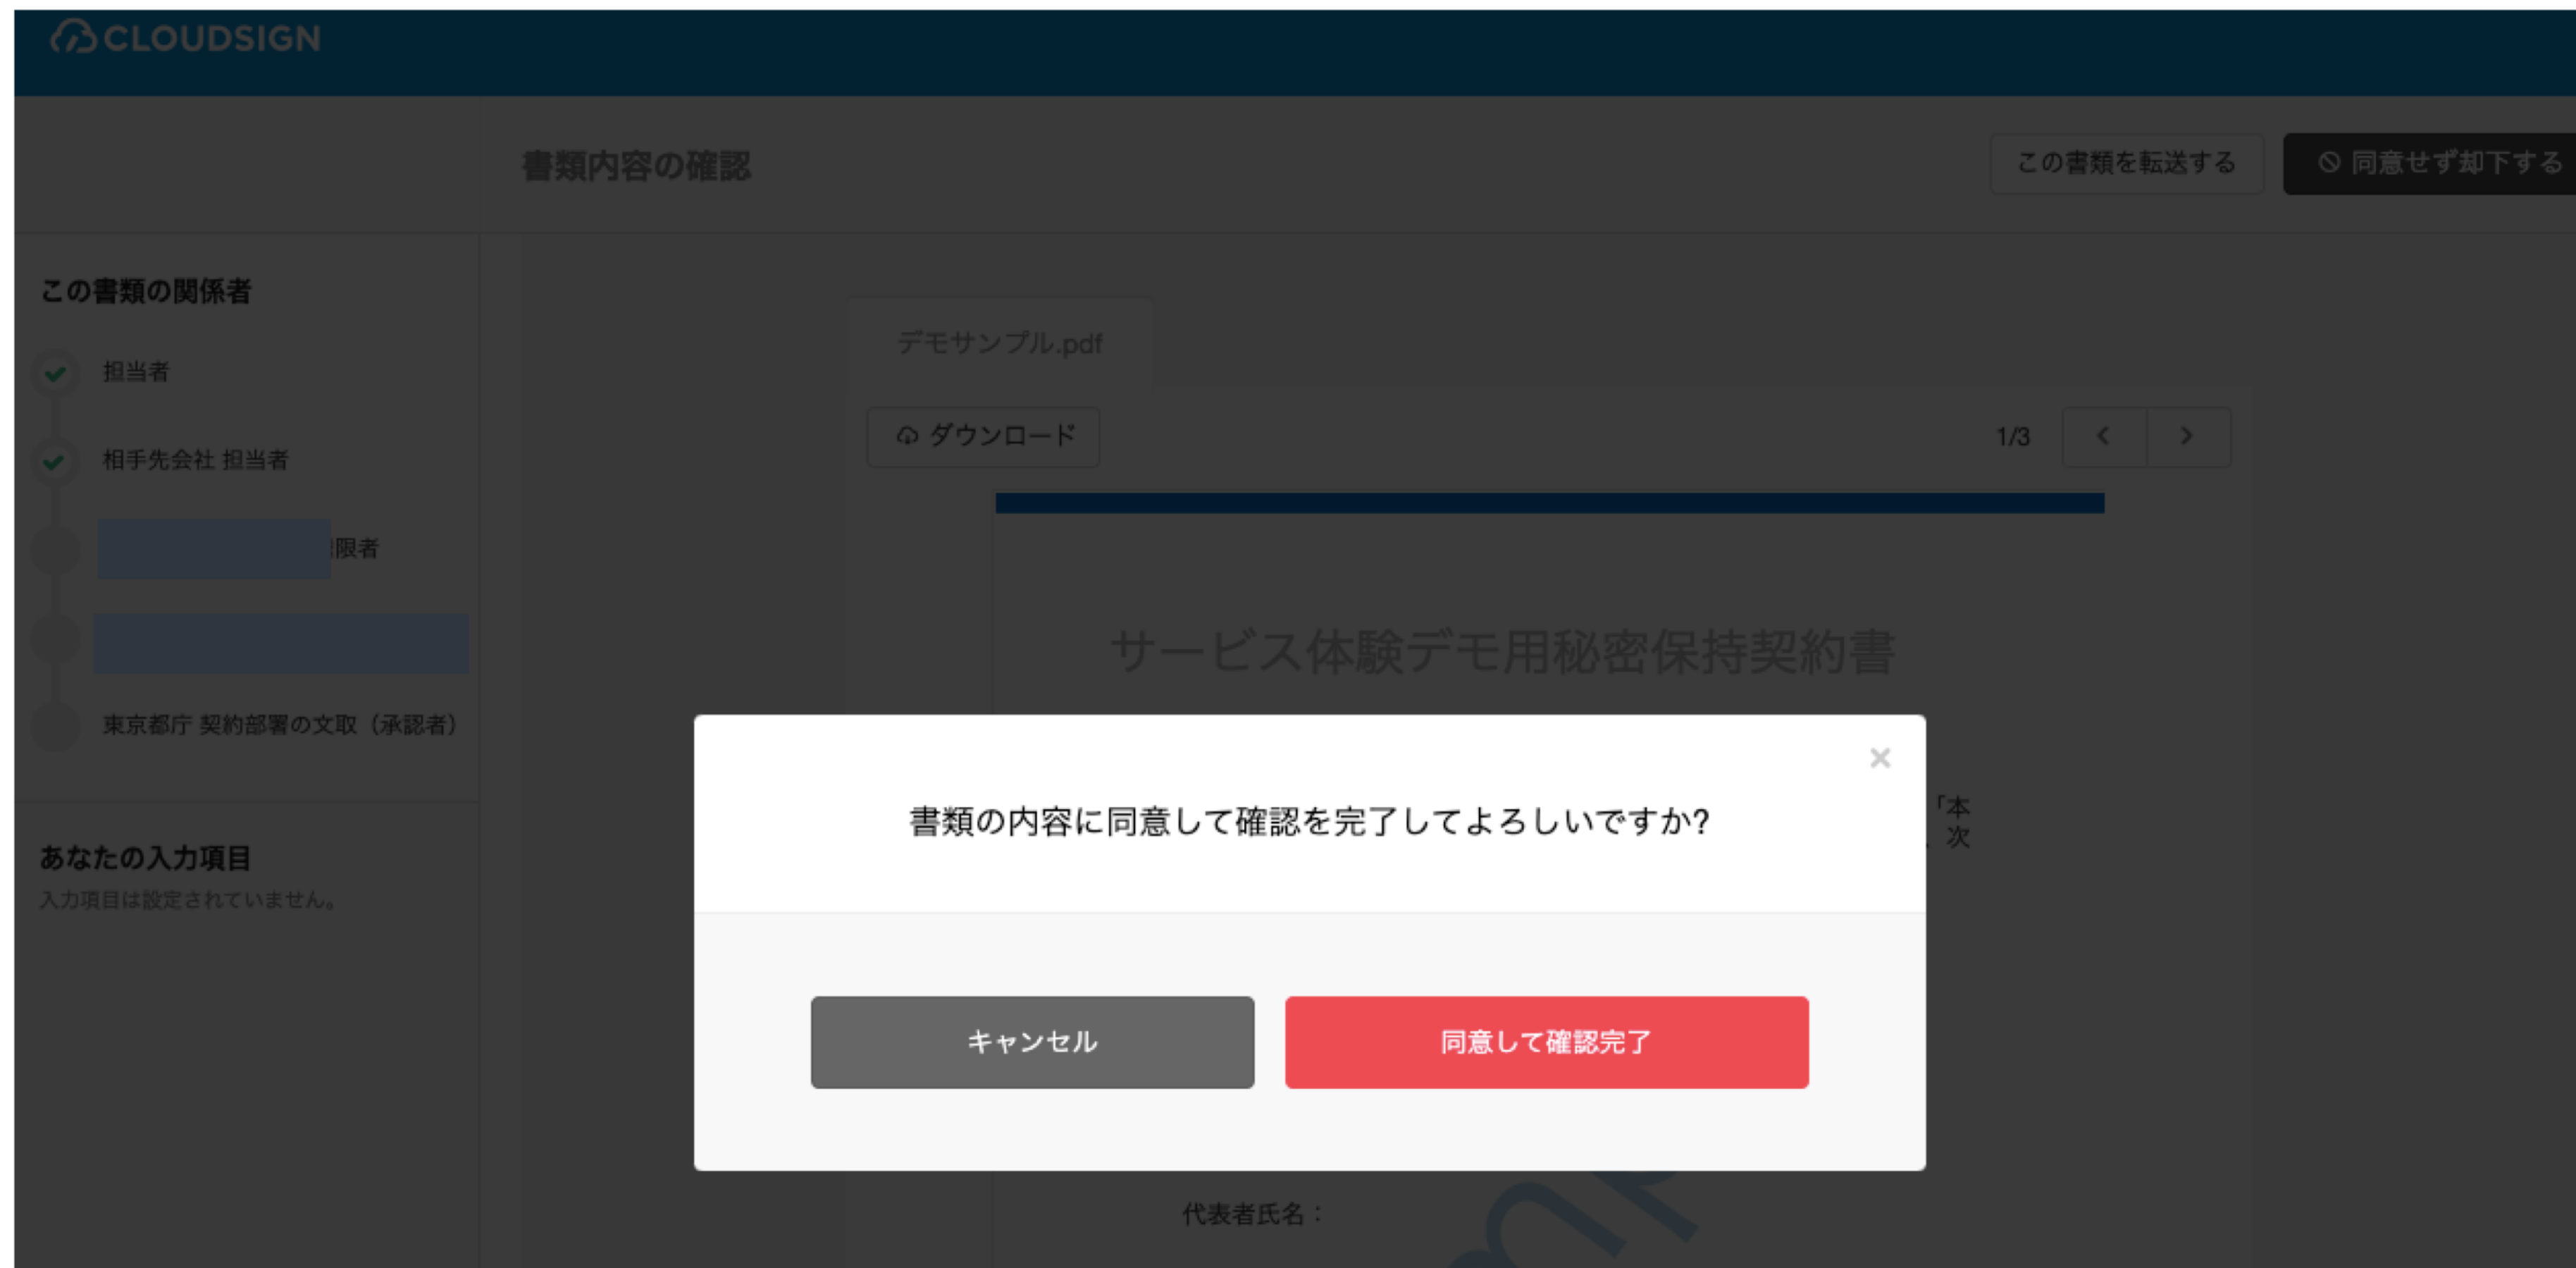 CLOUDSIGN
書類内容の確認
この書類を転送する
同意せず却下する
この書類の関係者
担当者
相手先会社 担当者
限者
東京都庁 契約部署の文取（承認者）
あなたの入力項目
入力項目は設定されていません。
デモサンプル.pdf
ダウンロード
1/3
サービス体験デモ用秘密保持契約書
「本
次
書類の内容に同意して確認を完了してよろしいですか?
キャンセル
同意して確認完了
代表者氏名：